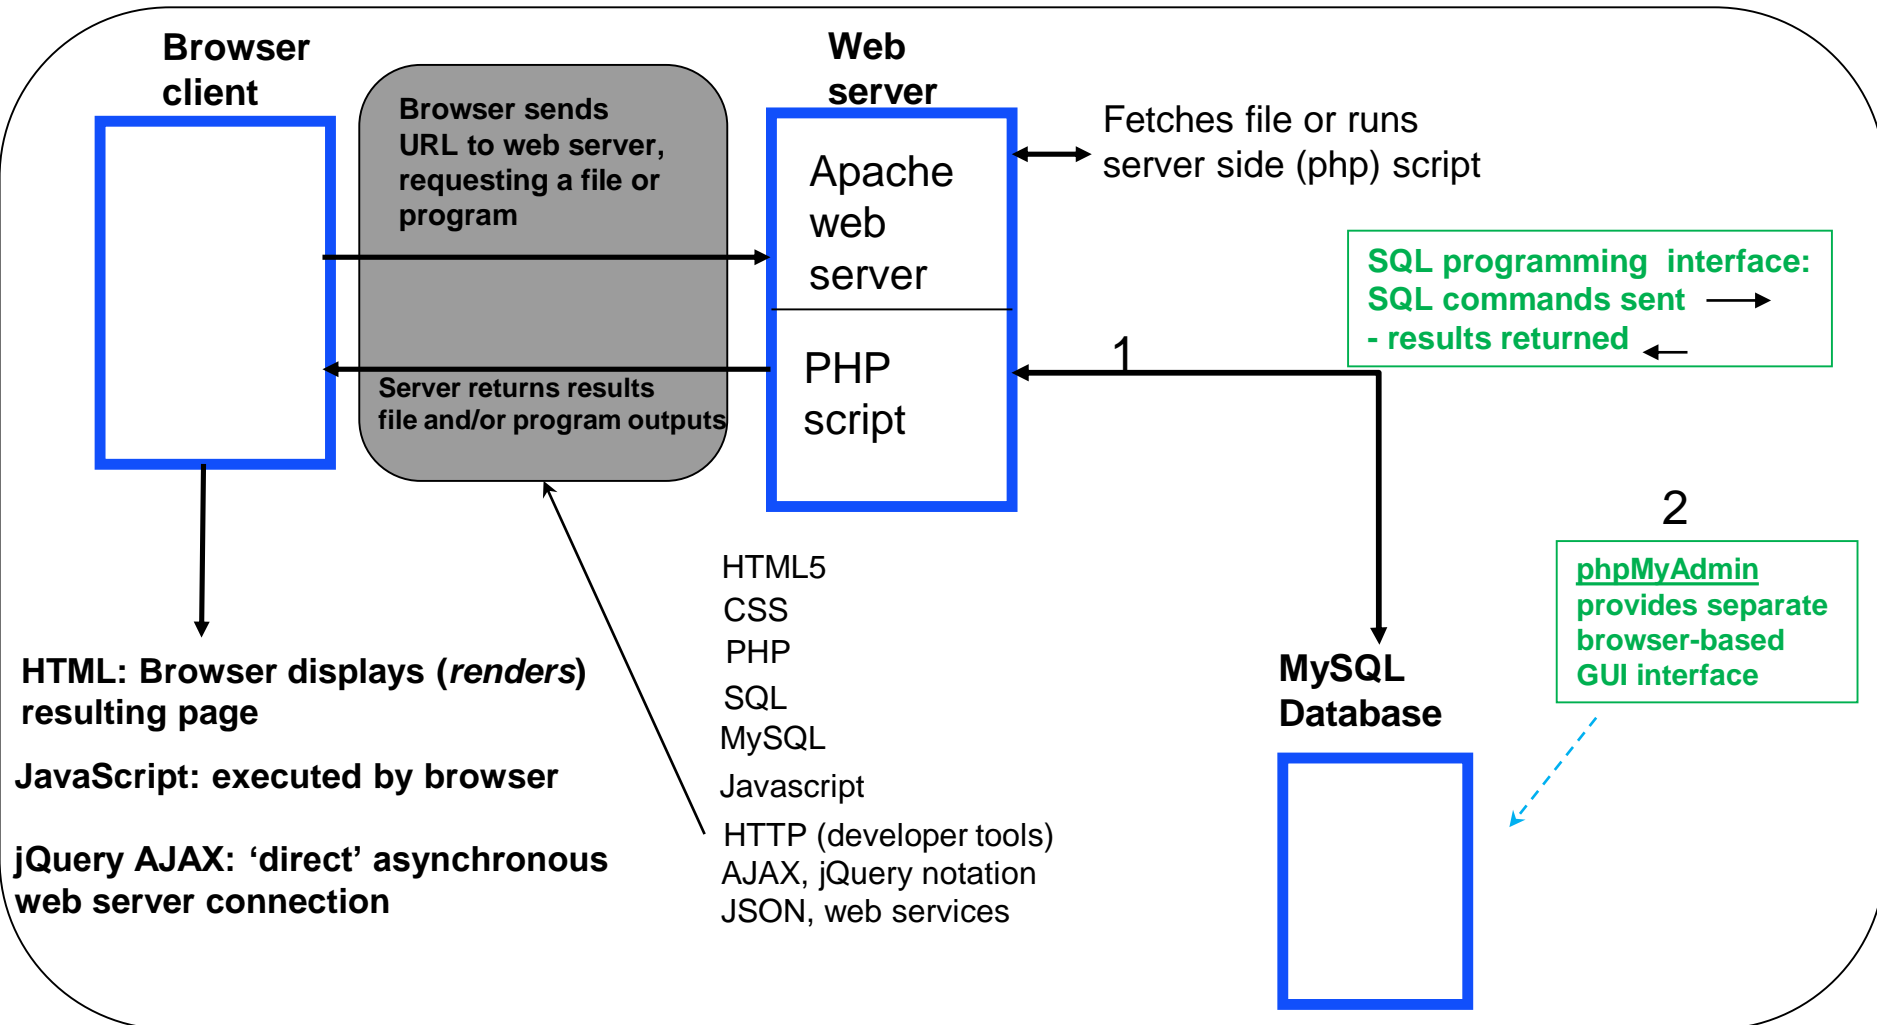 Browser
client
Browser sends
URL to web server,
requesting a file or
program
Server returns results
file and/or program outputs
Web
server
Apache
web
server
PHP
script
Fetches file or runs
server side (php) script
SQL programming  interface:
SQL commands sent
- results returned
1
2
phpMyAdmin
provides separate
browser-based
GUI interface
MySQL
Database
HTML: Browser displays (renders)
resulting page
JavaScript: executed by browser
jQuery AJAX: ‘direct’ asynchronous
web server connection
HTML5
CSS
PHP
SQL
MySQL
Javascript
HTTP (developer tools)
AJAX, jQuery notation
JSON, web services